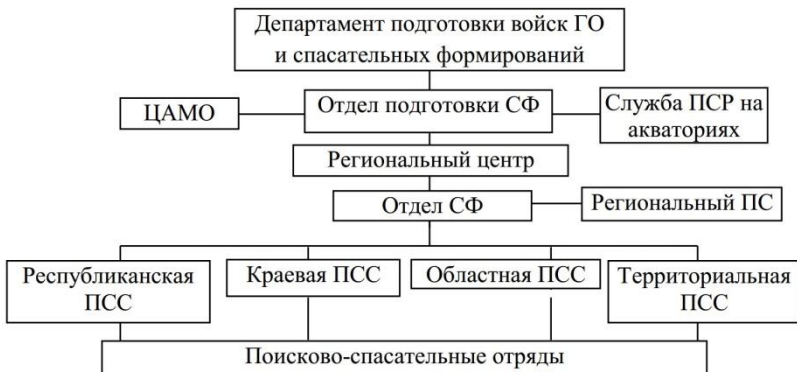 Департамент подготовки войск ГО
и спасательных формирований
ЦАМО
Отдел подготовки СФ
Служба ПСР на
акваториях
Региональный центр
Отдел СФ
Региональный ПС
Республиканская
ПСС
Краевая ПСС
Областная ПСС
Территориальная
ПСС
Поисково-спасательные отряды